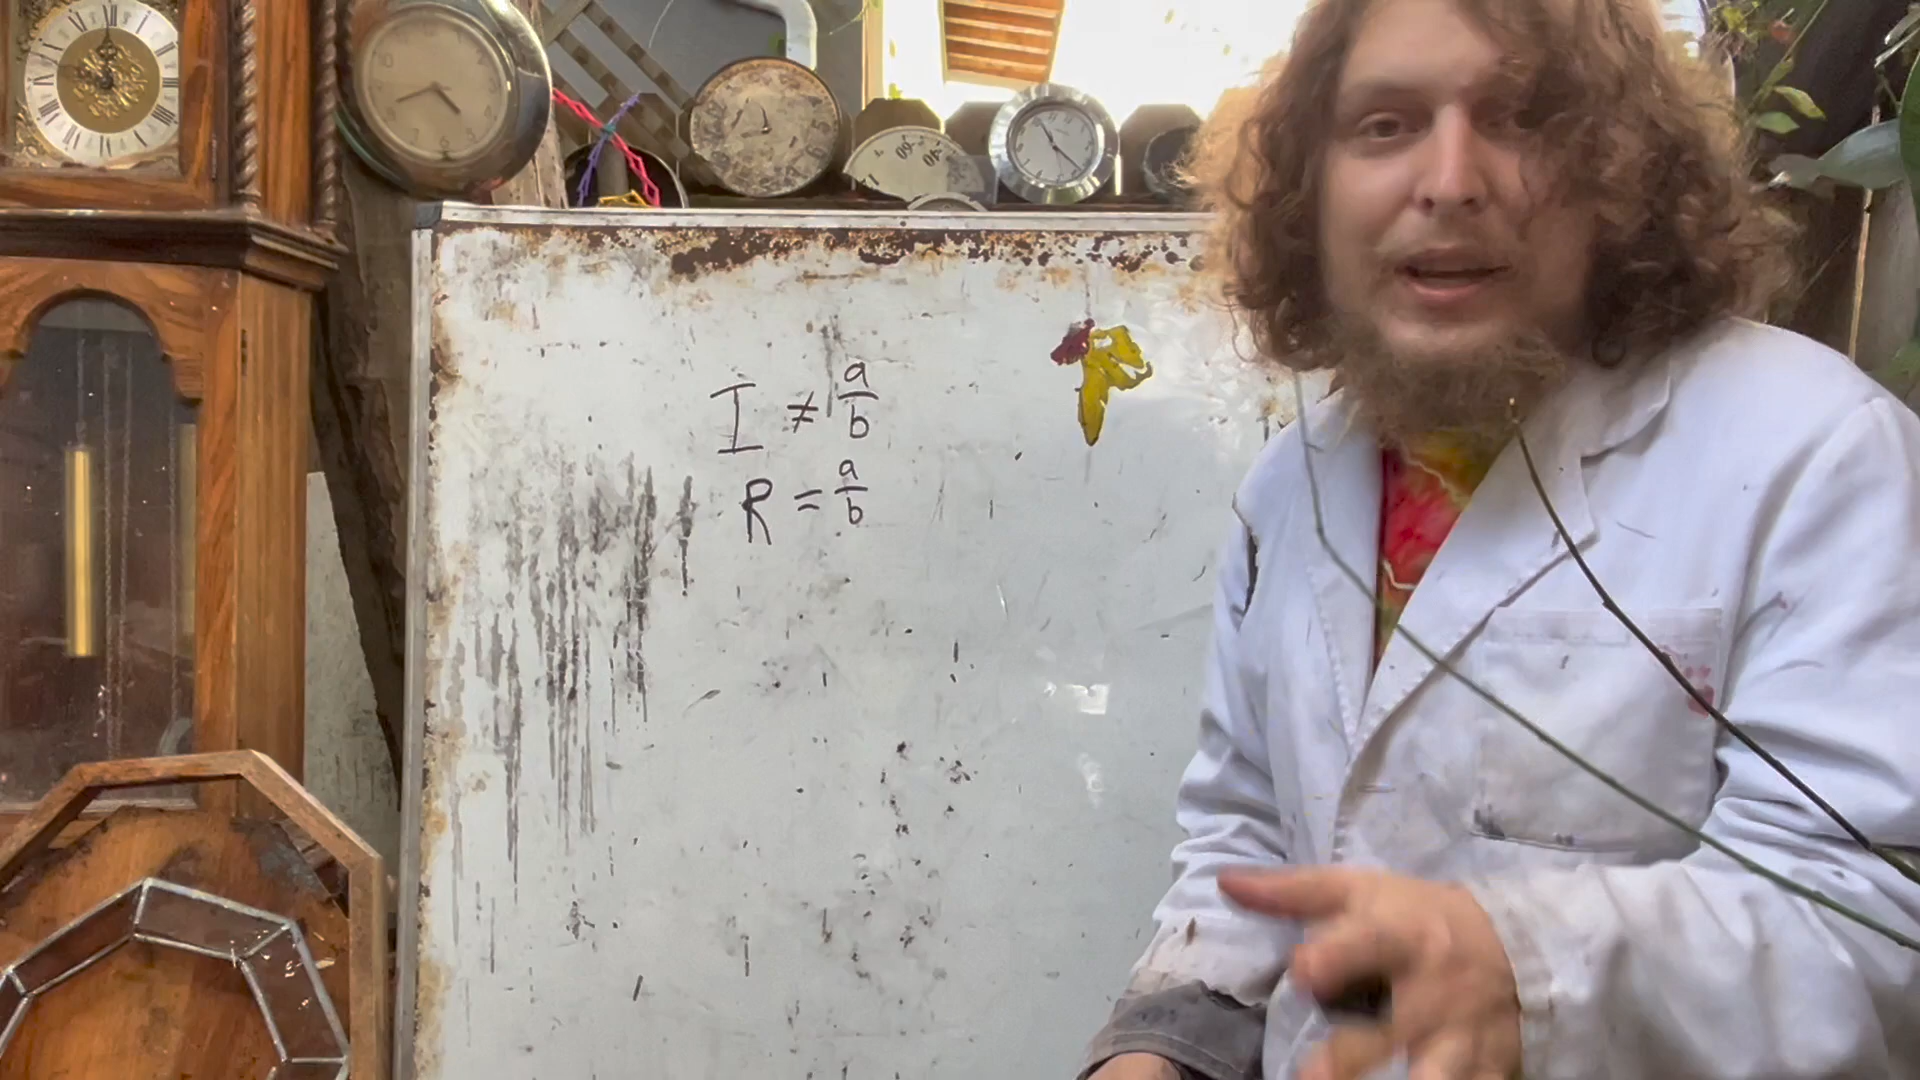 I ≠ a/b
R = a/b